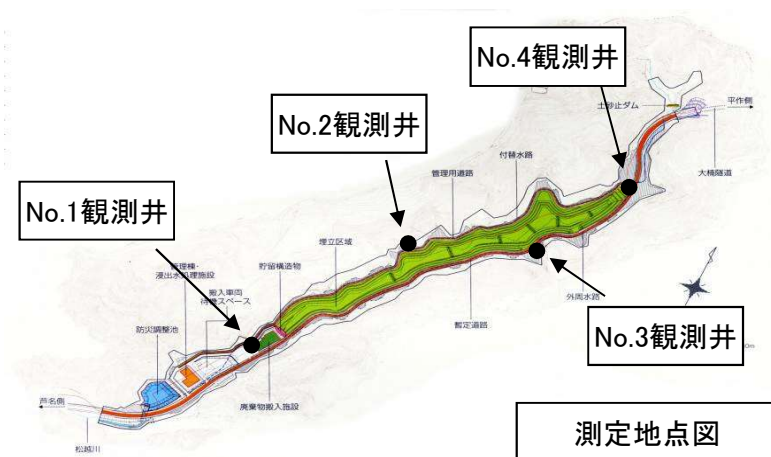 No.4観測井
土砂止ダム
平作側
No.2観測井
付替水路
大楠隧道
管理用道路
No.1観測井
埋立区域
貯留構造物
管理棟・
浸出水処理施設
搬入車両
待機スペース
防災調整池
外周水路
暫定道路
No.3観測井
芦名側
廃棄物搬入施設
松越川
測定地点図